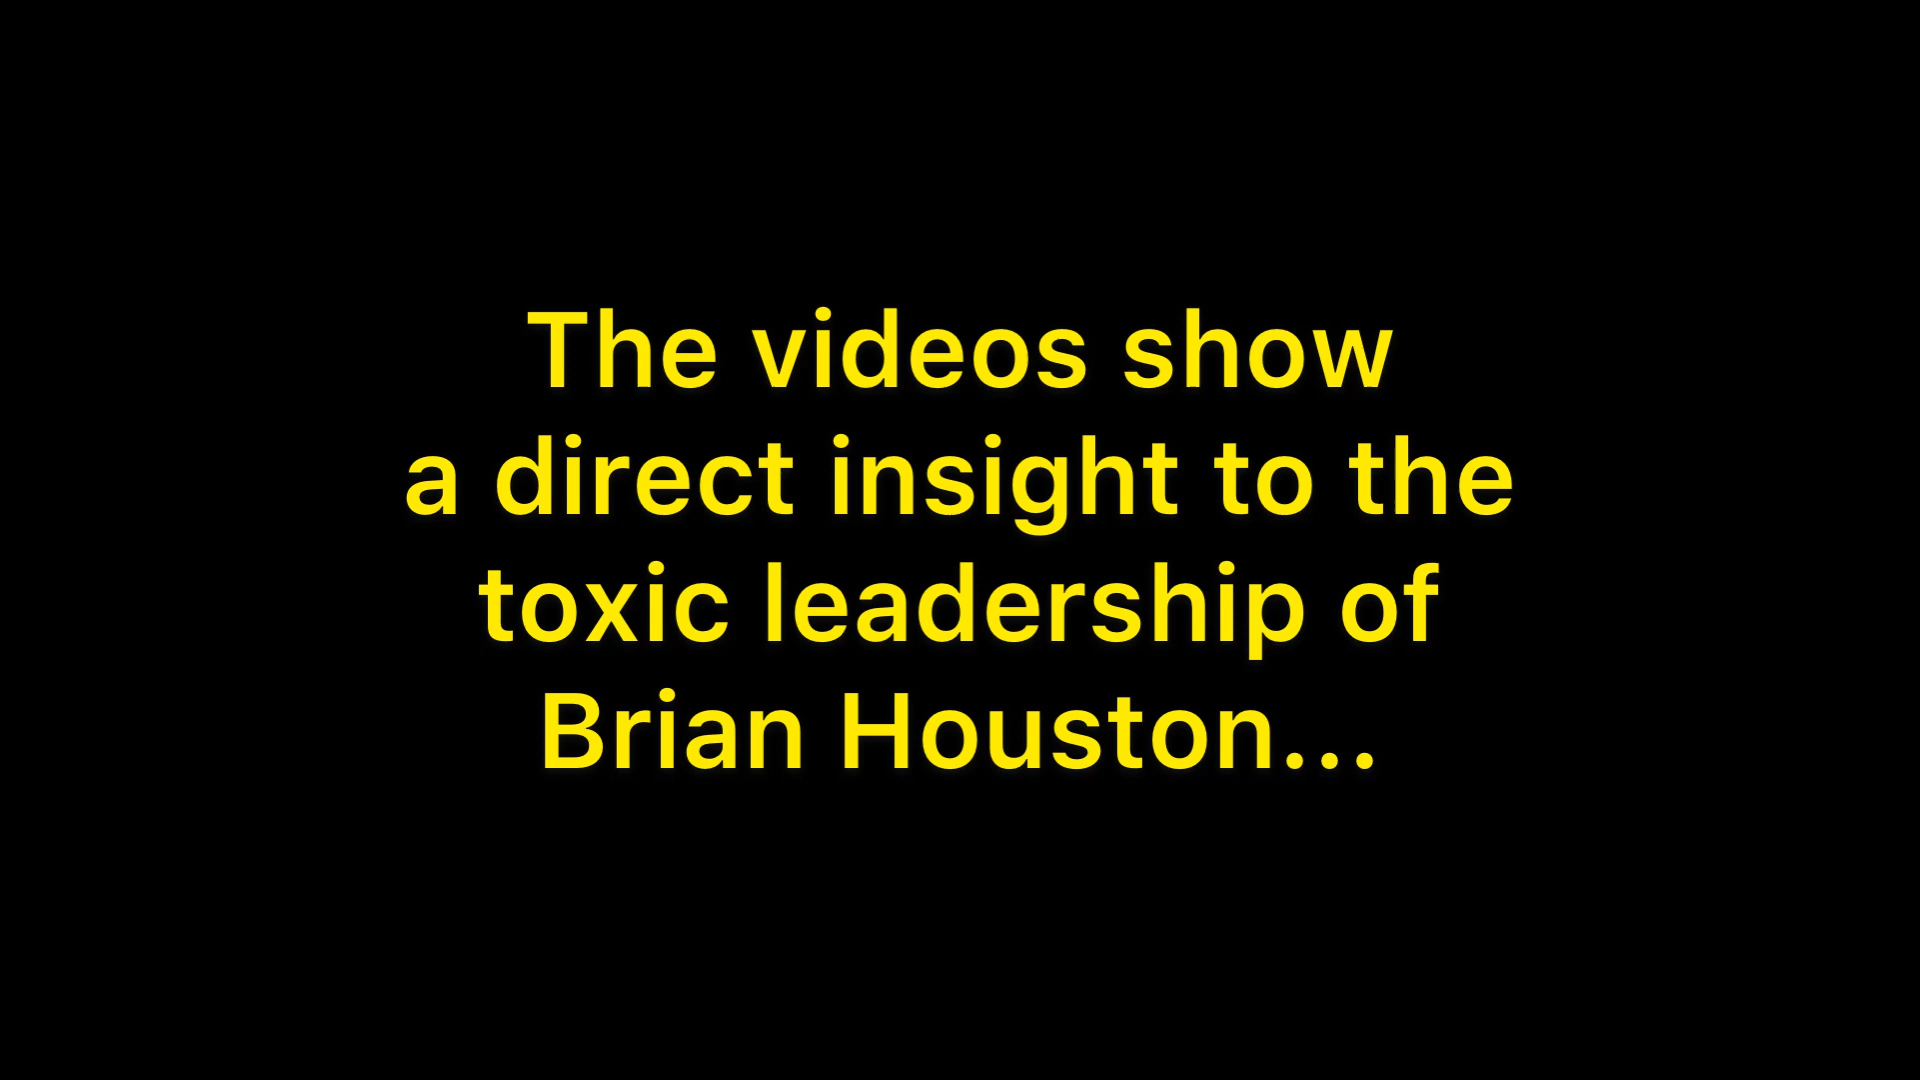 The videos show
a direct insight to the
toxic leadership of
Brian Houston...